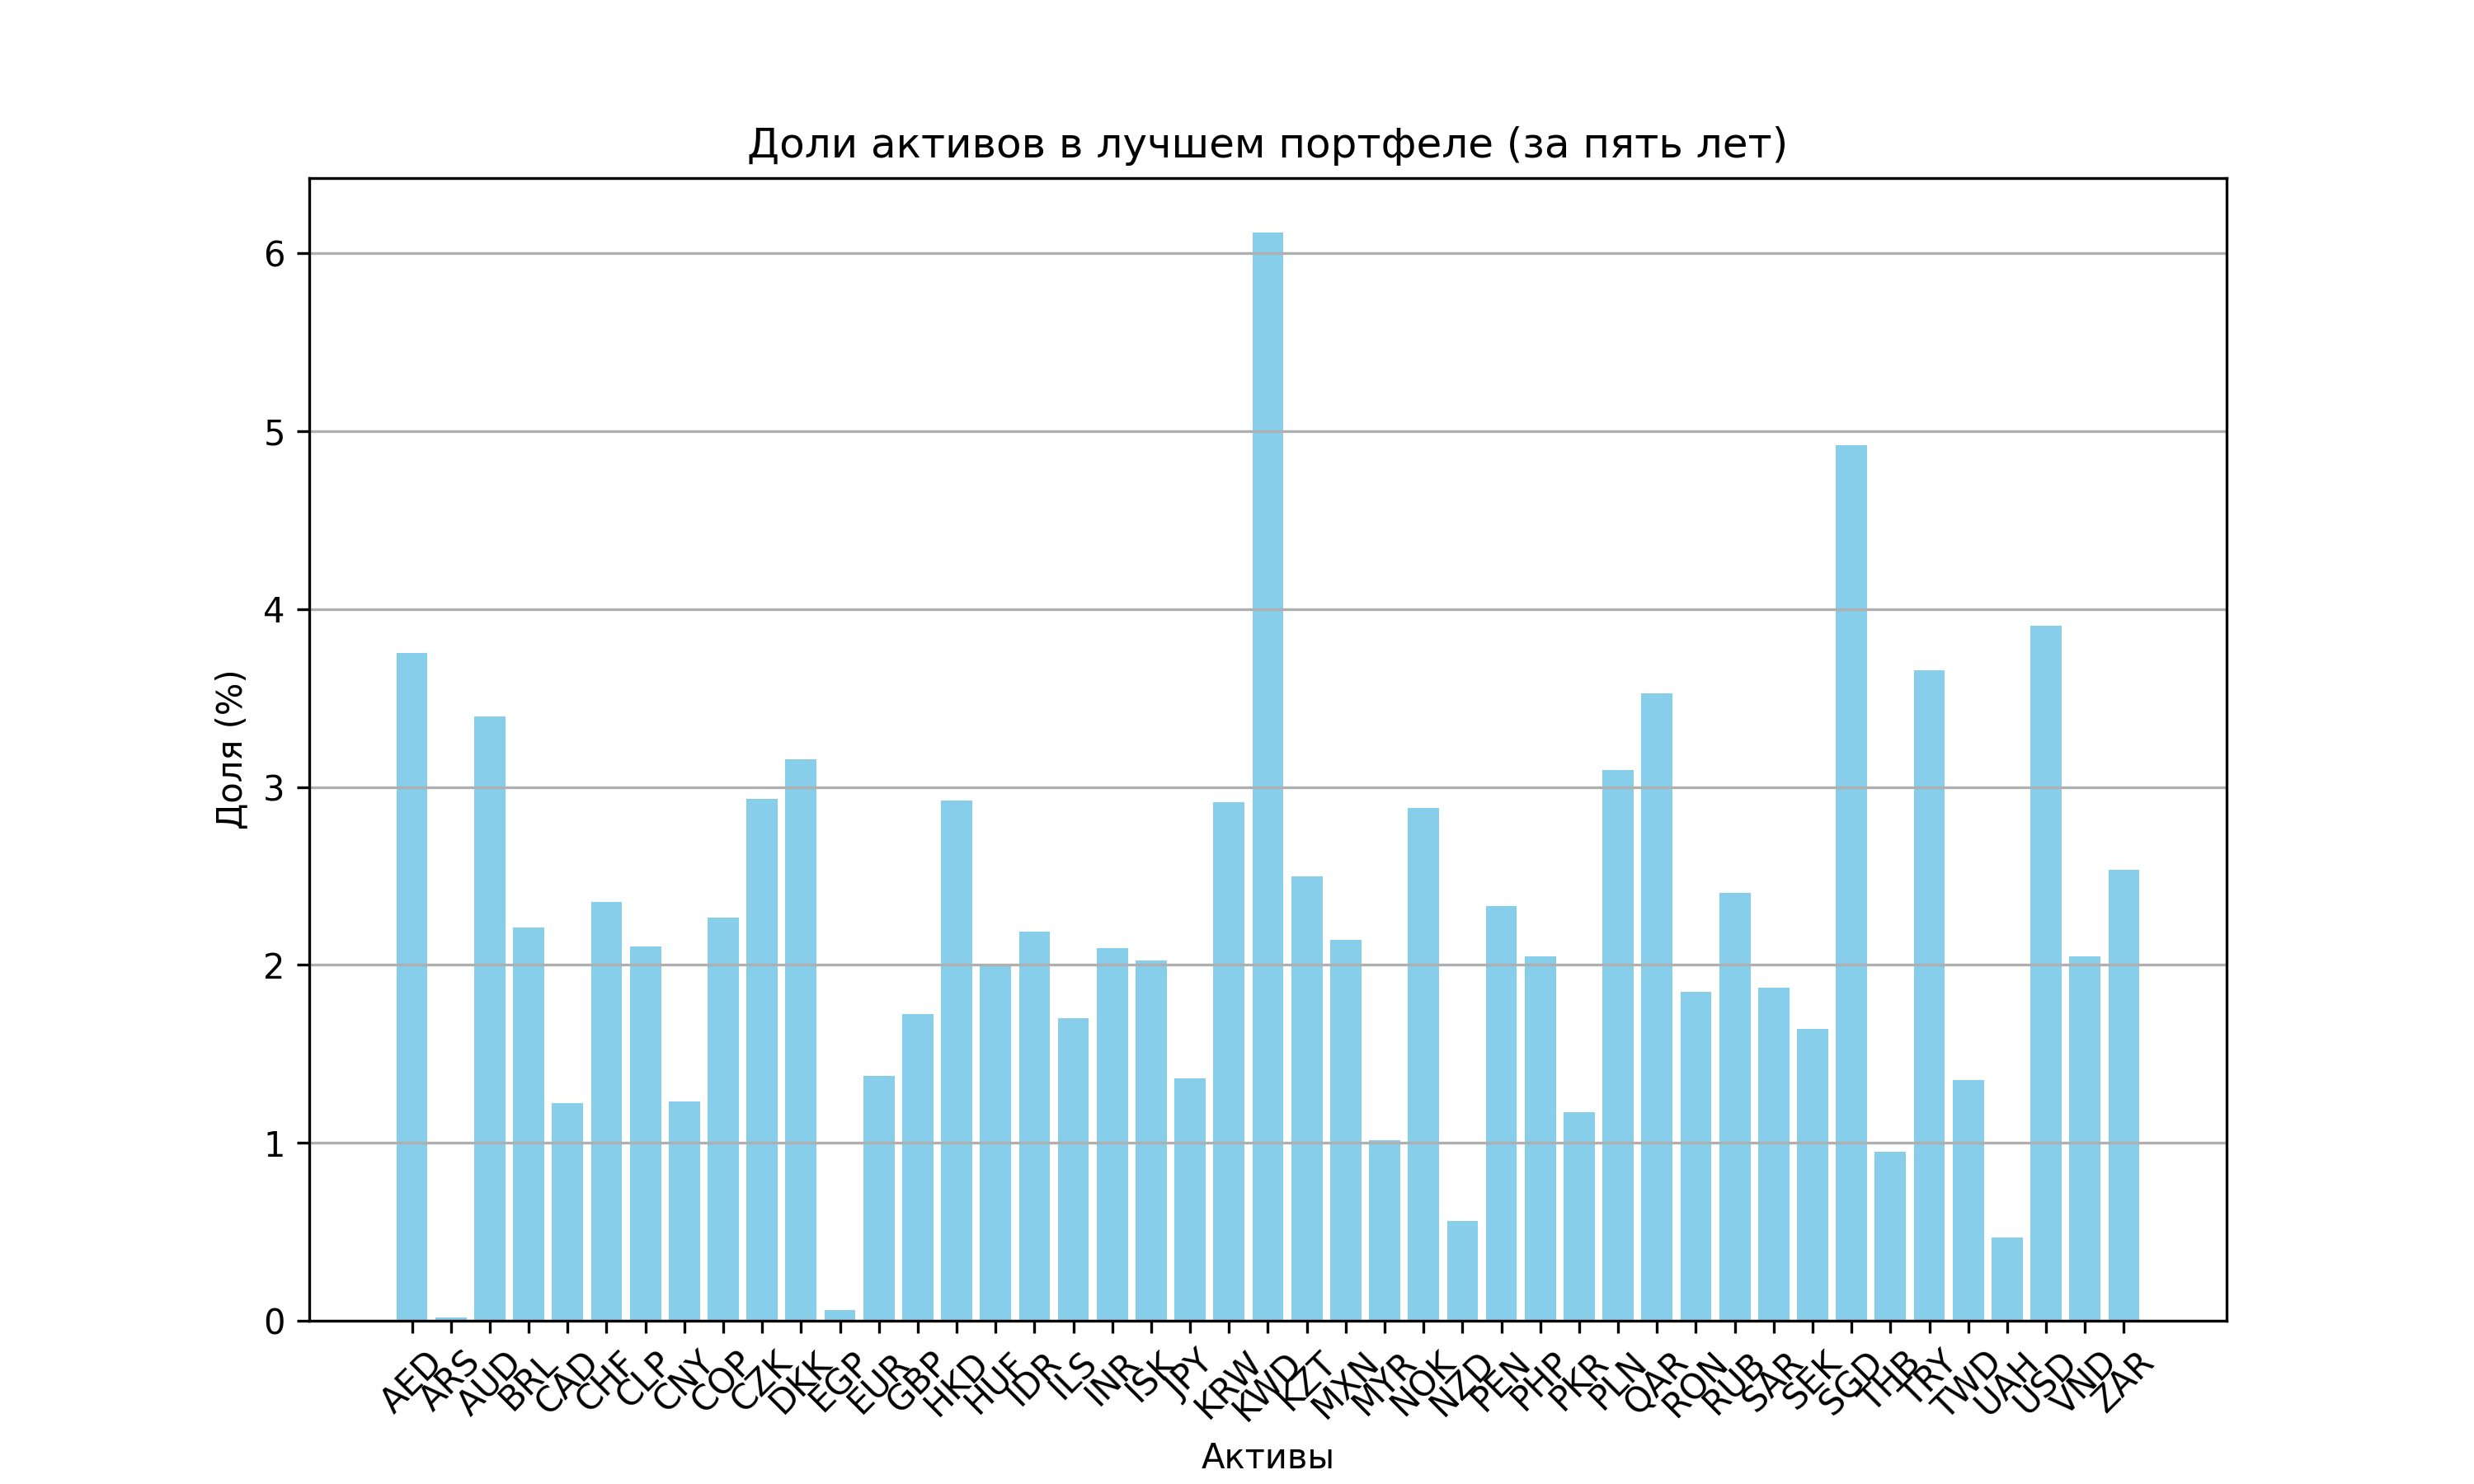 Доли активов в лучшем портфеле (за пять лет)
Доля (%)
6
5
4
3
2
1
0
AED ARS AUD BRL CAD CHF CLP CNY COP CZK DKK EGP EUR GBP HKD HUF IDR ILS INR ISK JPY KRW KWD KZT MXN MYR NOK NZD PEN PHP PKR PLN QAR RON RUB SAR SEK SGD THB TRY TWD UAH USD VND ZAR
Активы